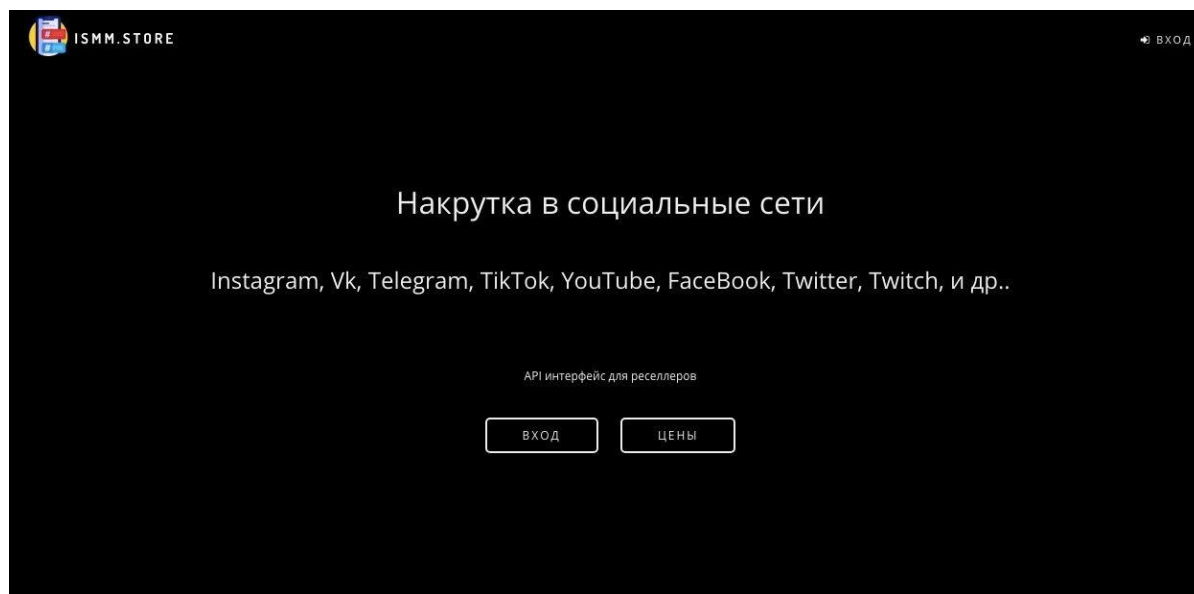 ISMM.STORE
ВХОД
Накрутка в социальные сети
Instagram, Vk, Telegram, TikTok, YouTube, FaceBook, Twitter, Twitch, и др..
API интерфейс для реселлеров
ВХОД
ЦЕНЫ